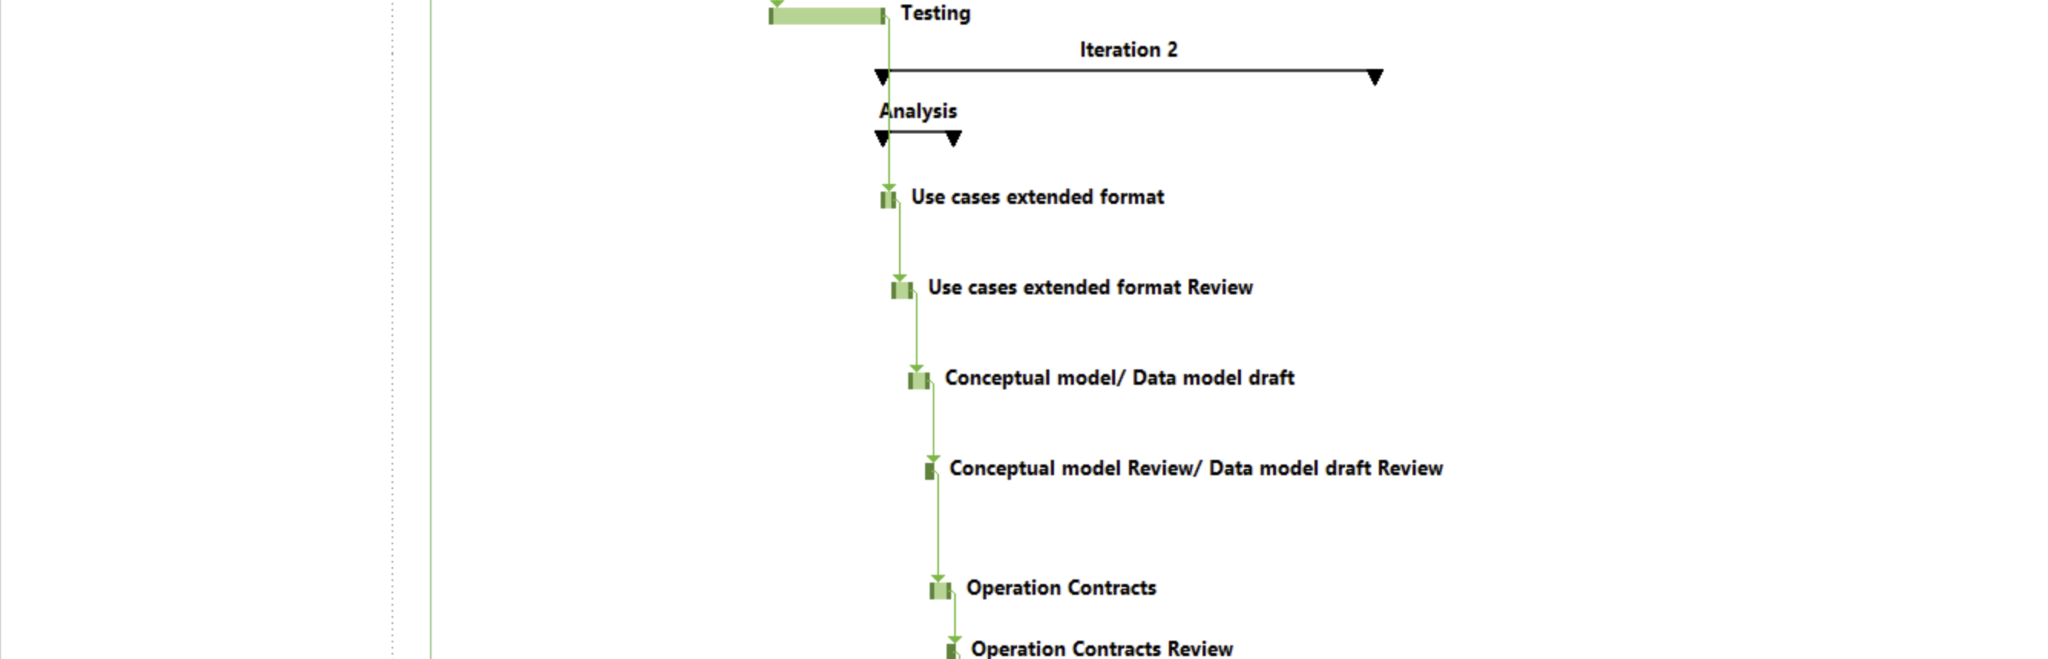 Testing
Iteration 2
Analysis
Use cases extended format
Use cases extended format Review
Conceptual model/ Data model draft
Conceptual model Review/ Data model draft Review
Operation Contracts
Operation Contracts Review